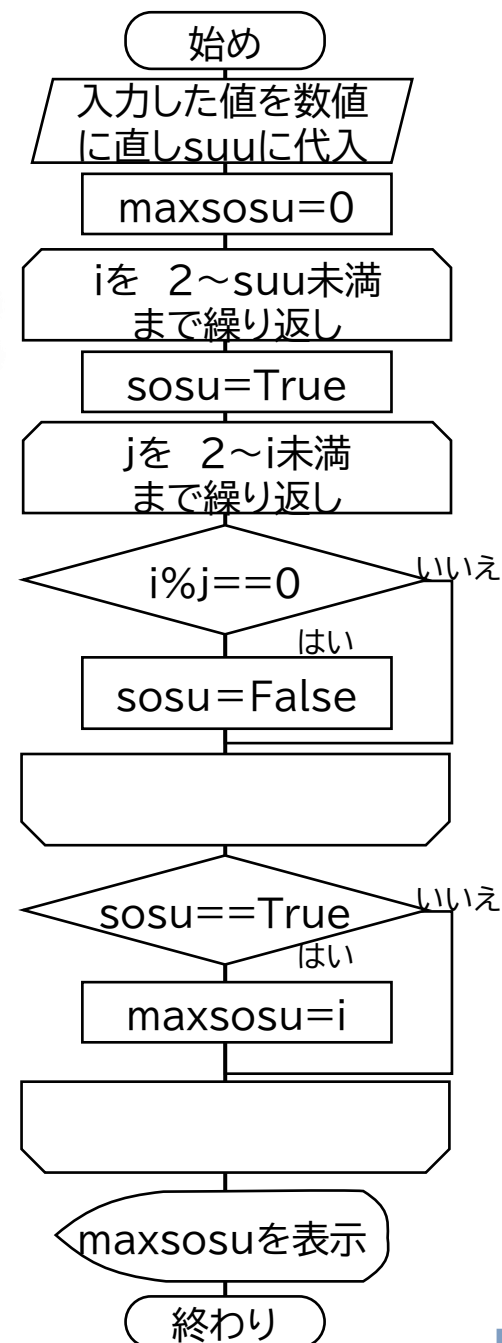 始め
入力した値を数値
に直しsuuに代入
maxsosu=0
iを 2～suu未満
まで繰り返し
sosu=True
jを 2～i未満
まで繰り返し
i%j==0
いいえ
はい
sosu=False
sosu==True
いいえ
はい
maxsosu=i
maxsosuを表示
終わり